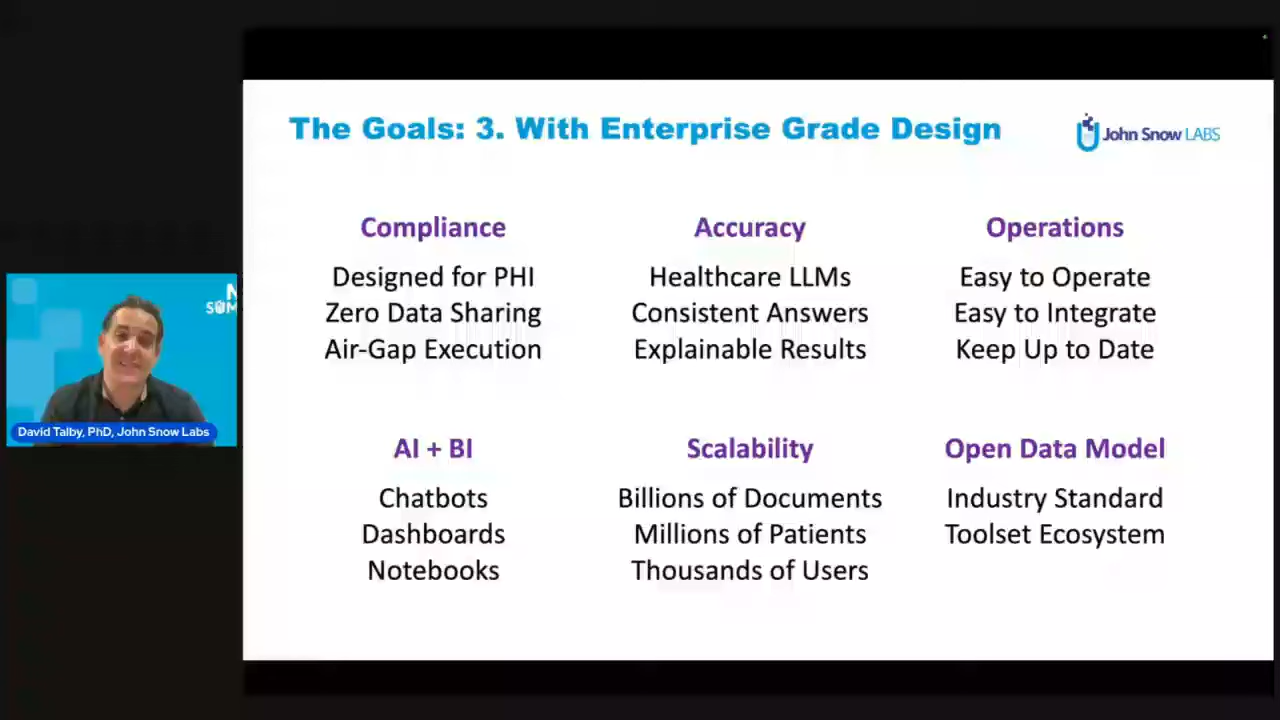 The Goals: 3. With Enterprise Grade Design
John Snow LABS
Compliance
Designed for PHI
Zero Data Sharing
Air-Gap Execution
Accuracy
Healthcare LLMs
Consistent Answers
Explainable Results
Operations
Easy to Operate
Easy to Integrate
Keep Up to Date
AI + BI
Chatbots
Dashboards
Notebooks
Scalability
Billions of Documents
Millions of Patients
Thousands of Users
Open Data Model
Industry Standard
Toolset Ecosystem
David Talby, PhD, John Snow Labs